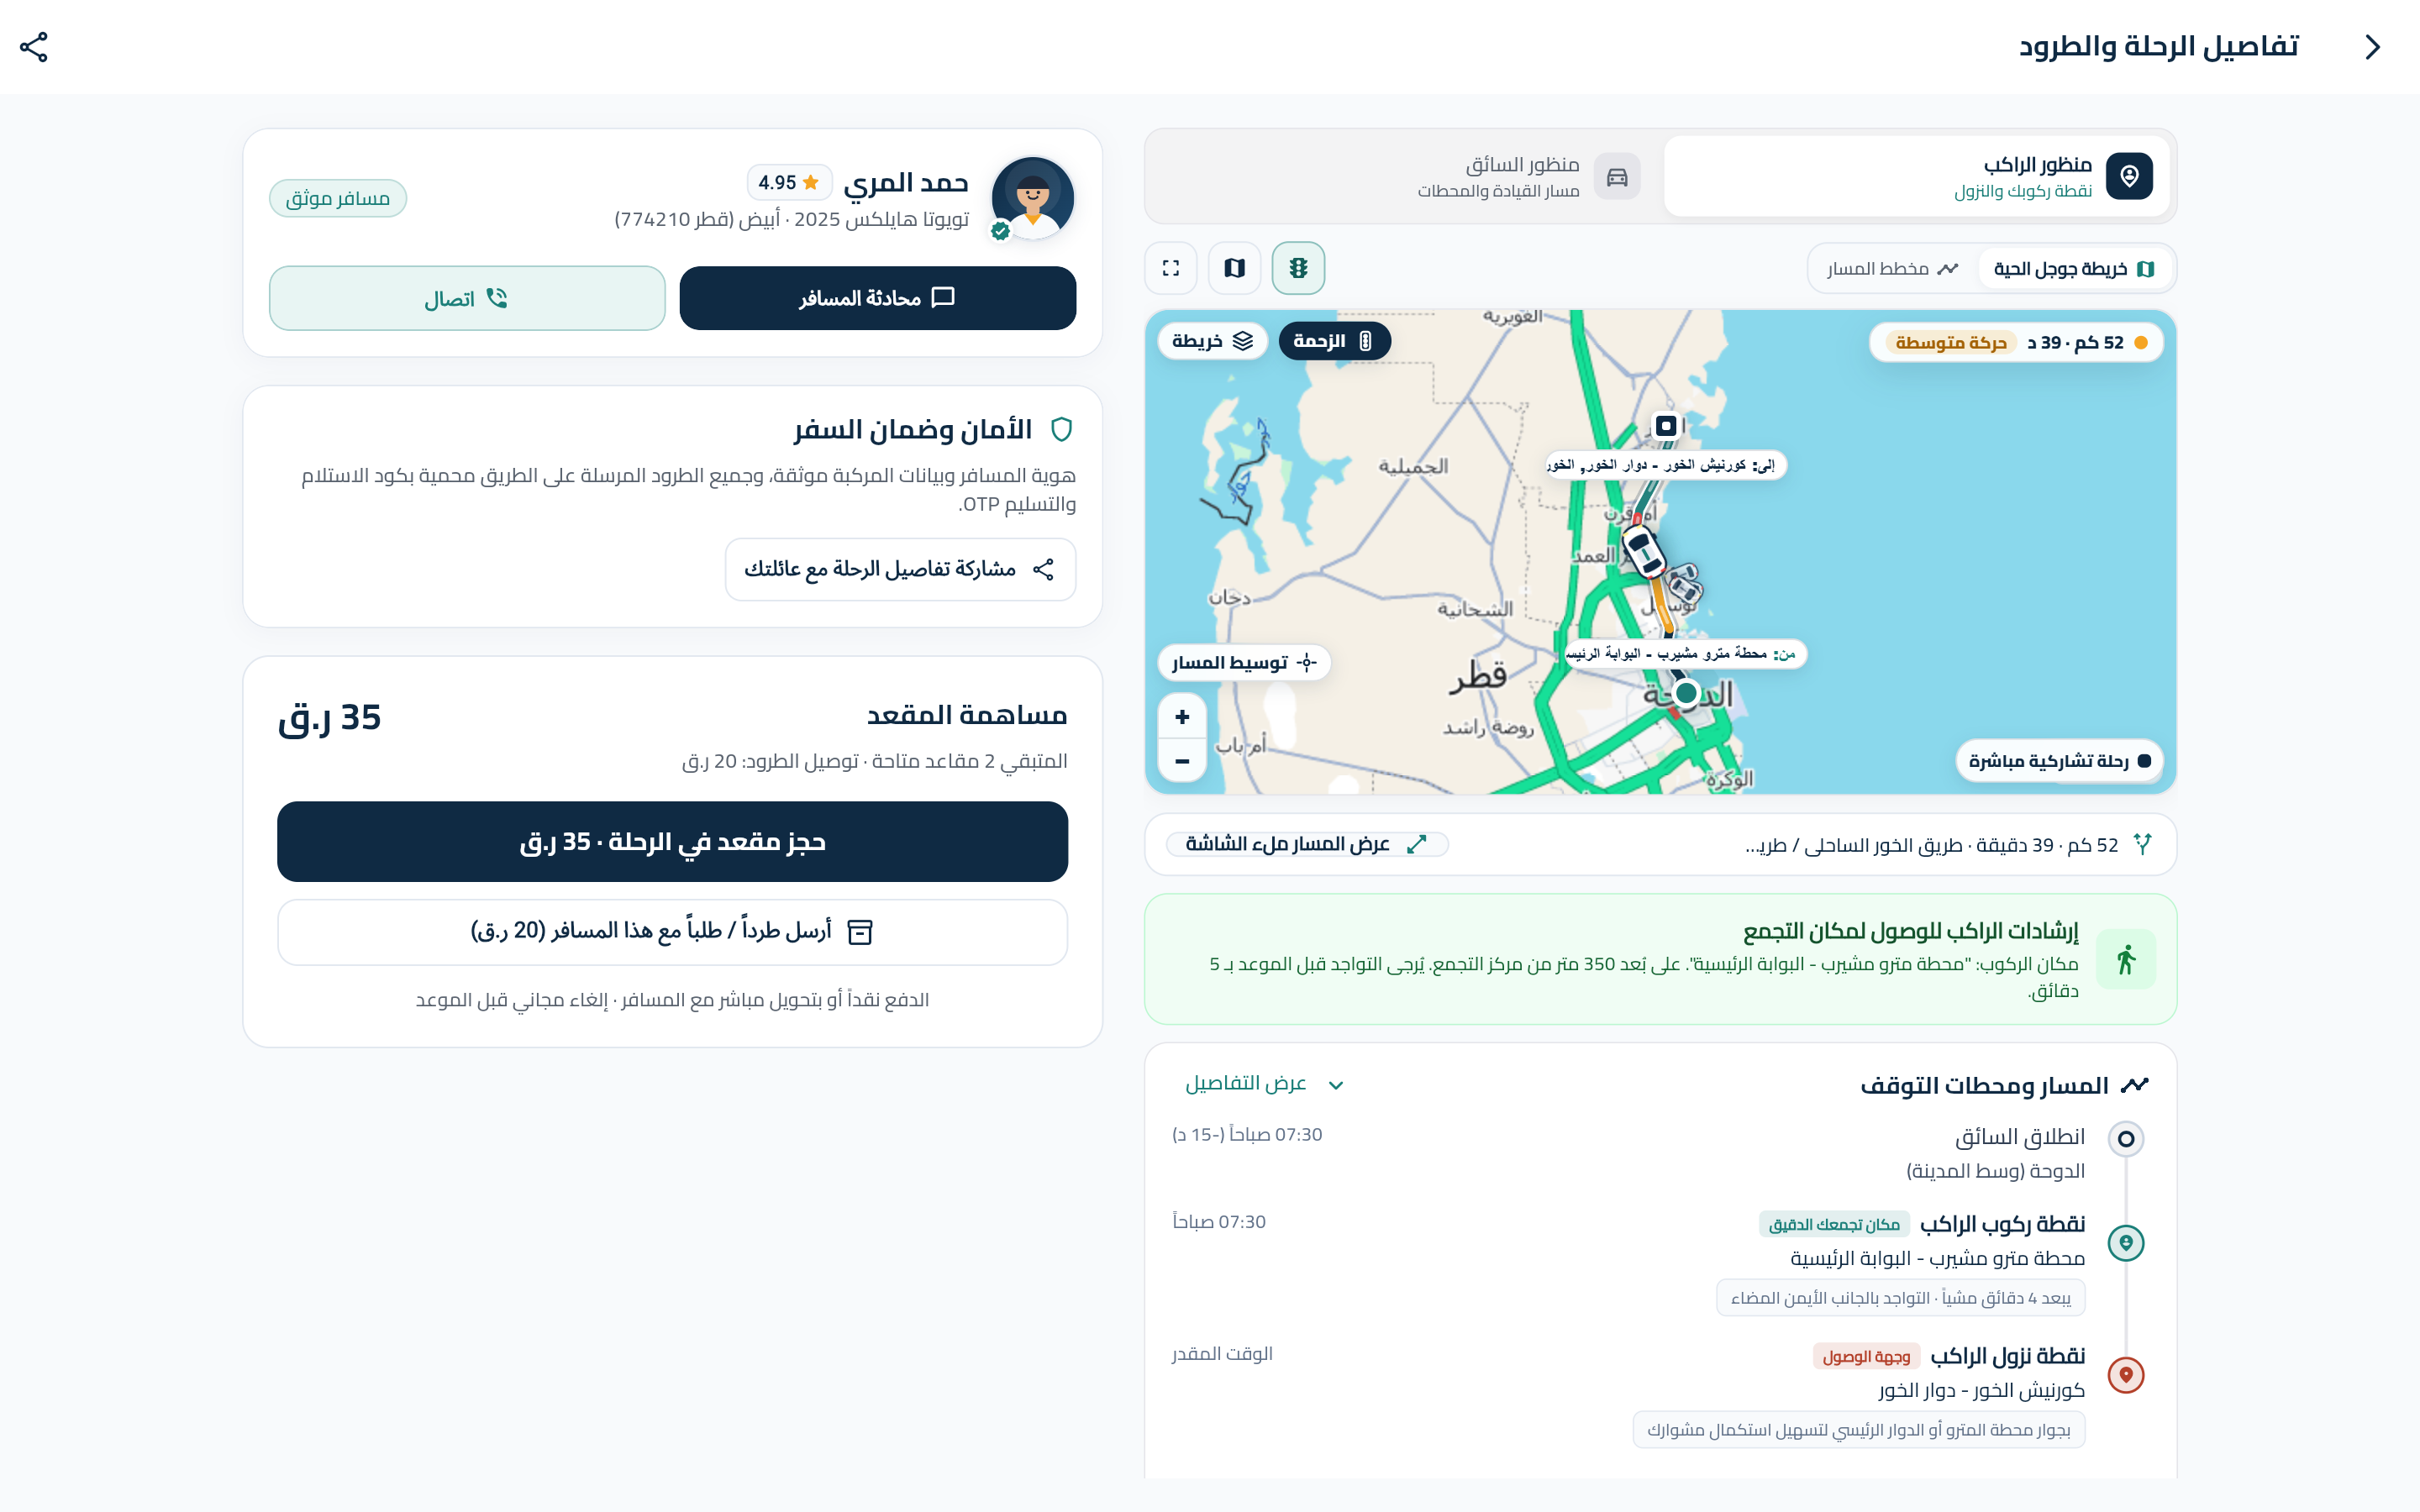 تفاصيل الرحلة والطرود
منظور الراكب
نقطة ركوبك والنزول
منظور السائق
مسار القيادة والمحطات
خريطة جوجل الحية
مخطط المسار
52 كم · 39 د
حركة متوسطة
الزحمة
خريطة
الغويرية
إلى: كورنيش الخور - دوار الخور, الخور
الجميلية
أم قرن
العمد
دخان
الشحانية
لوسيل
من: محطة مترو مشيرب - البوابة الرئيس
توسيط المسار
قطر
الدوحة
روضة راشد
أم باب
الوكرة
+
−
رحلة تشاركية مباشرة
52 كم · 39 دقيقة · طريق الخور الساحلي / طري...
عرض المسار ملء الشاشة
إرشادات الراكب للوصول لمكان التجمع
مكان الركوب: "محطة مترو مشيرب - البوابة الرئيسية". على بُعد 350 متر من مركز التجمع. يُرجى التواجد قبل الموعد بـ 5
دقائق.
المسار ومحطات التوقف
عرض التفاصيل
انطلاق السائق
07:30 صباحاً (-15 د)
الدوحة (وسط المدينة)
نقطة ركوب الراكب
مكان تجمعك الدقيق
07:30 صباحاً
محطة مترو مشيرب - البوابة الرئيسية
يبعد 4 دقائق مشياً · التواجد بالجانب الأيمن المضاء
نقطة نزول الراكب
وجهة الوصول
الوقت المقدر
كورنيش الخور - دوار الخور
بجوار محطة المترو أو الدوار الرئيسي لتسهيل استكمال مشوارك
حمد المري
4.95
تويوتا هايلكس 2025 · أبيض (قطر 774210)
مسافر موثق
محادثة المسافر
اتصال
الأمان وضمان السفر
هوية المسافر وبيانات المركبة موثقة، وجميع الطرود المرسلة على الطريق محمية بكود الاستلام
والتسليم OTP.
مشاركة تفاصيل الرحلة مع عائلتك
مساهمة المقعد
35 ر.ق
المتبقي 2 مقاعد متاحة · توصيل الطرود: 20 ر.ق
حجز مقعد في الرحلة · 35 ر.ق
أرسل طرداً / طلباً مع هذا المسافر (20 ر.ق)
الدفع نقداً أو بتحويل مباشر مع المسافر · إلغاء مجاني قبل الموعد